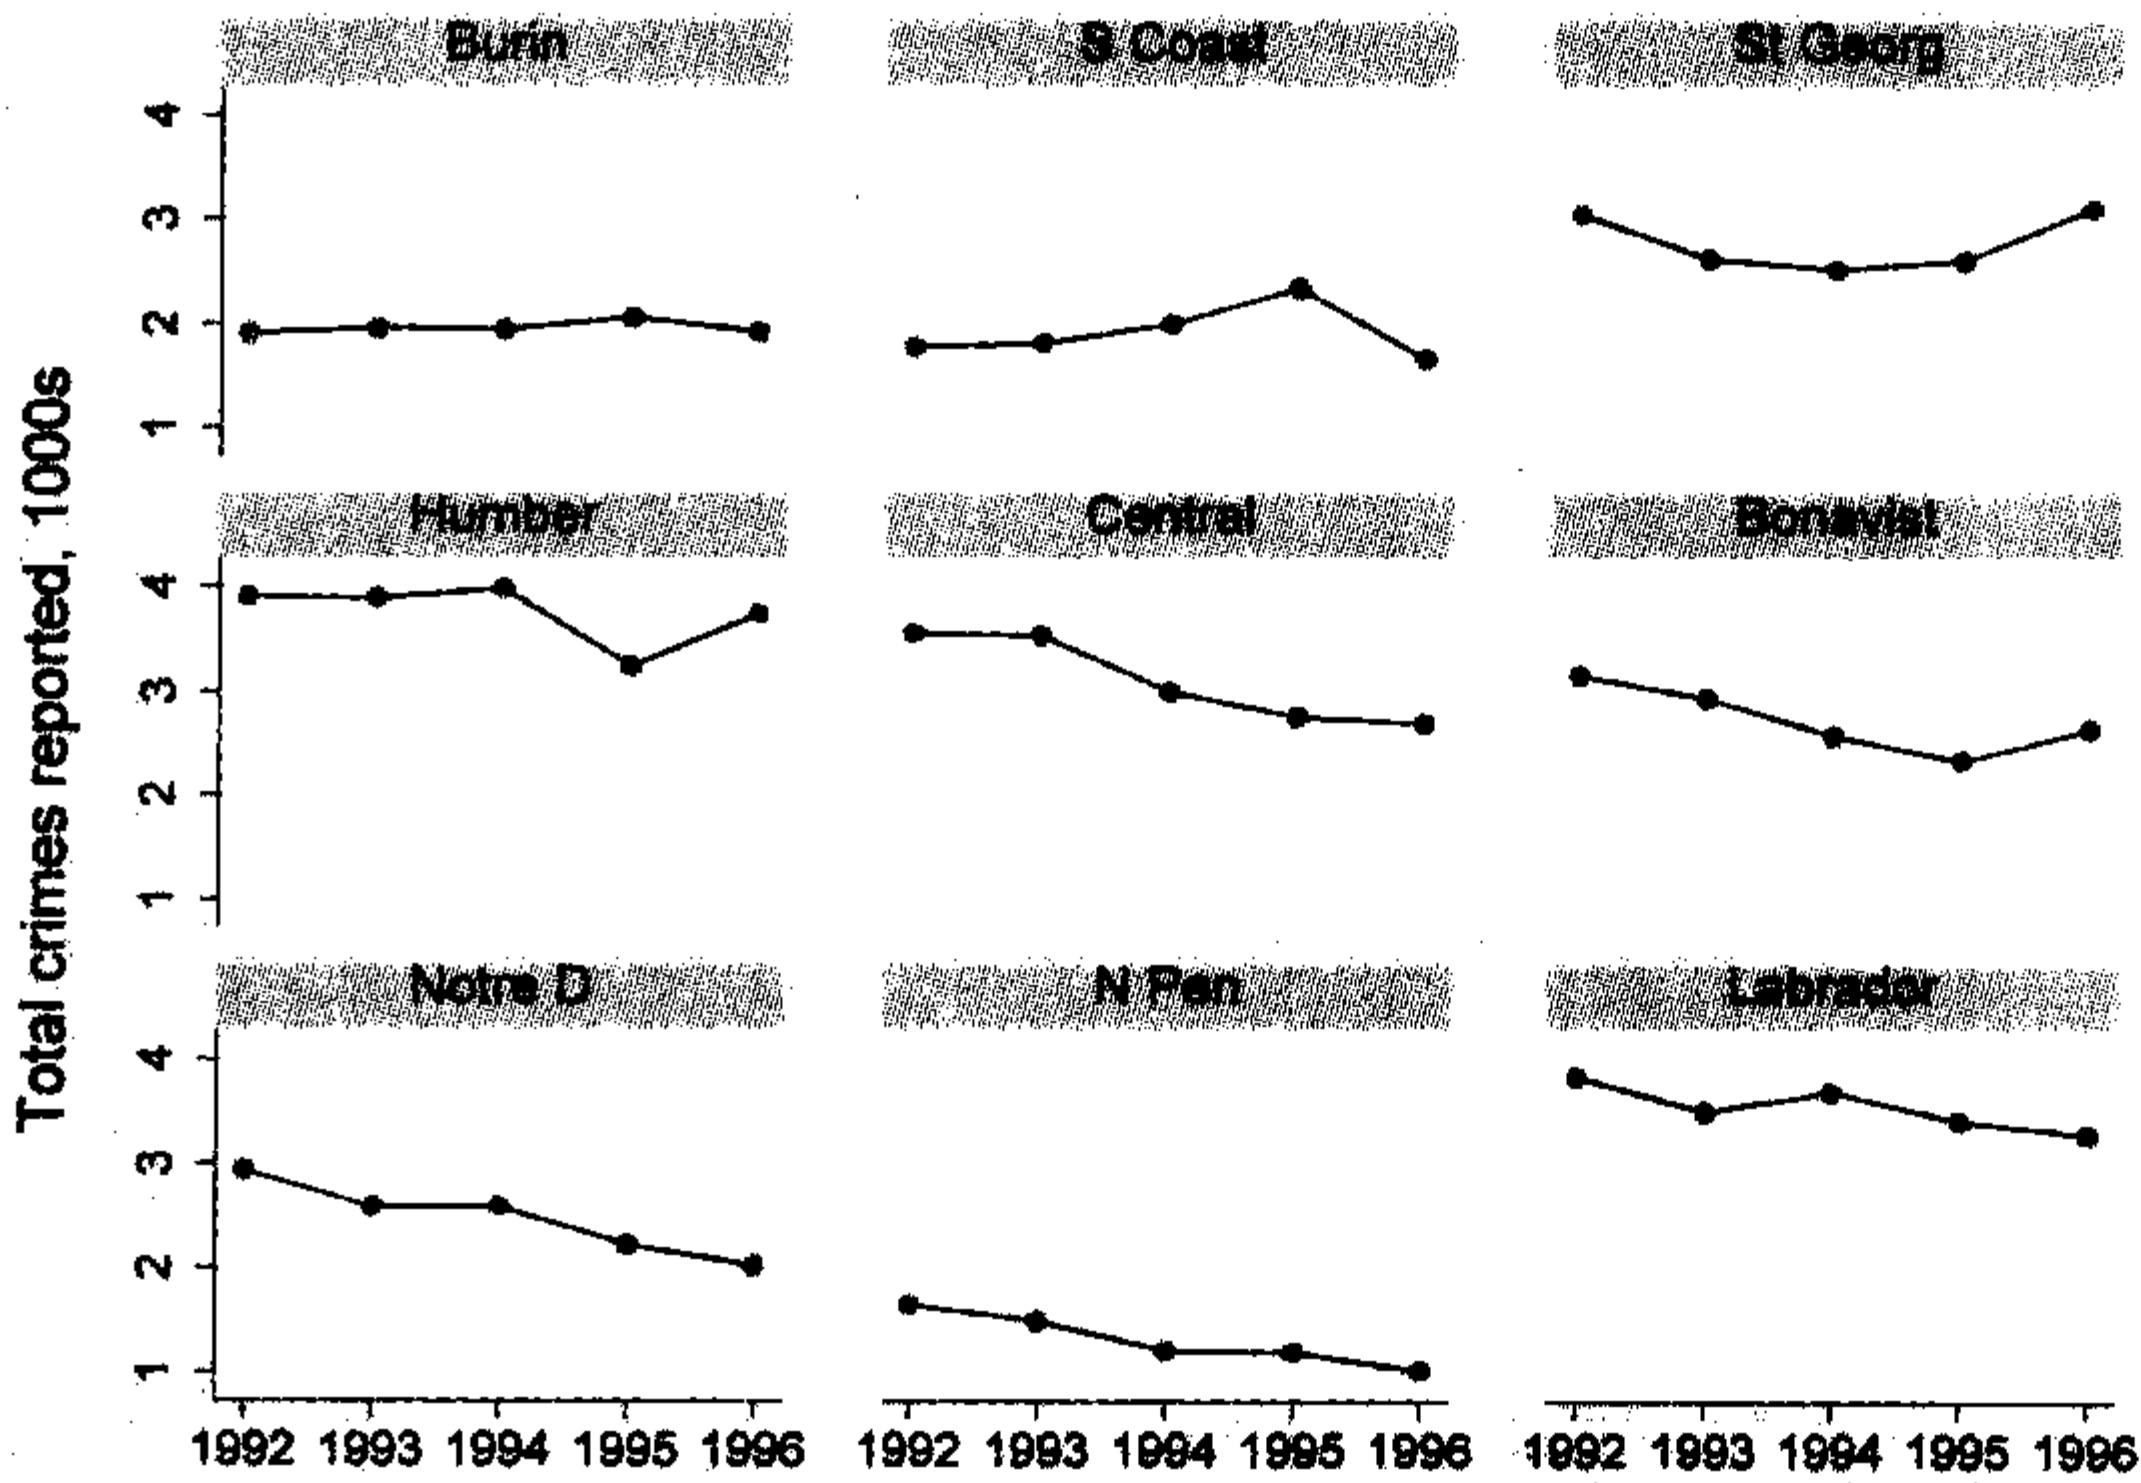 Total crimes reported, 1000s
Burin
S Coast
St Georg
4
3
2
1
Humber
Central
Bonavist
4
3
2
1
Notre D
N Pen
Labrador
4
3
2
1
1992 1993 1994 1995 1996
1992 1993 1994 1995 1996
1992 1993 1994 1995 1996